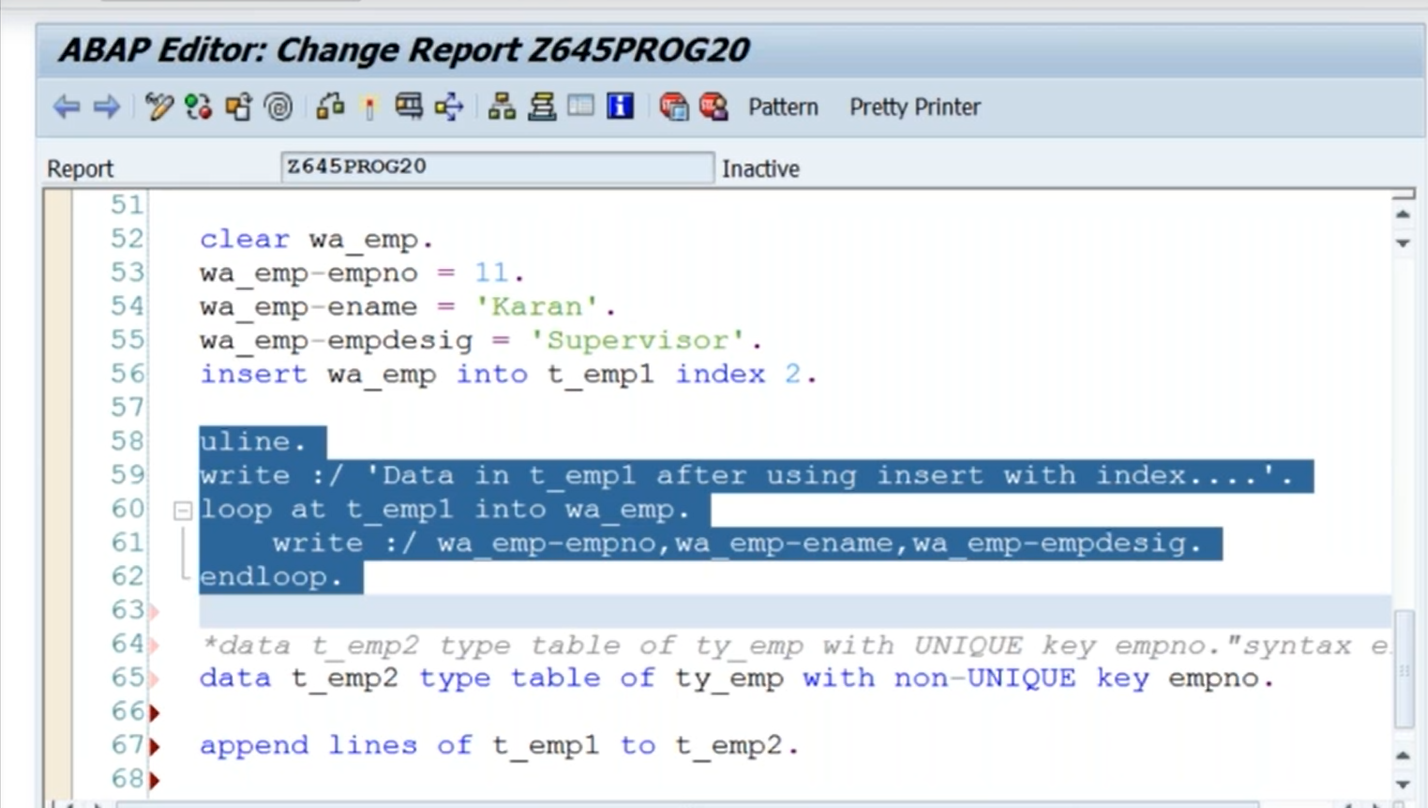 ABAP Editor: Change Report Z645PROG20
Pattern Pretty Printer
Report Z645PROG20 Inactive
51
52 clear wa_emp.
53 wa_emp-empno = 11.
54 wa_emp-ename = 'Karan'.
55 wa_emp-empdesig = 'Supervisor'.
56 insert wa_emp into t_emp1 index 2.
57
58 uline.
59 write :/ 'Data in t_emp1 after using insert with index....'.
60 loop at t_emp1 into wa_emp.
61 write :/ wa_emp-empno,wa_emp-ename,wa_emp-empdesig.
62 endloop.
63
64 *data t_emp2 type table of ty_emp with UNIQUE key empno."syntax e
65 data t_emp2 type table of ty_emp with non-UNIQUE key empno.
66
67 append lines of t_emp1 to t_emp2.
68